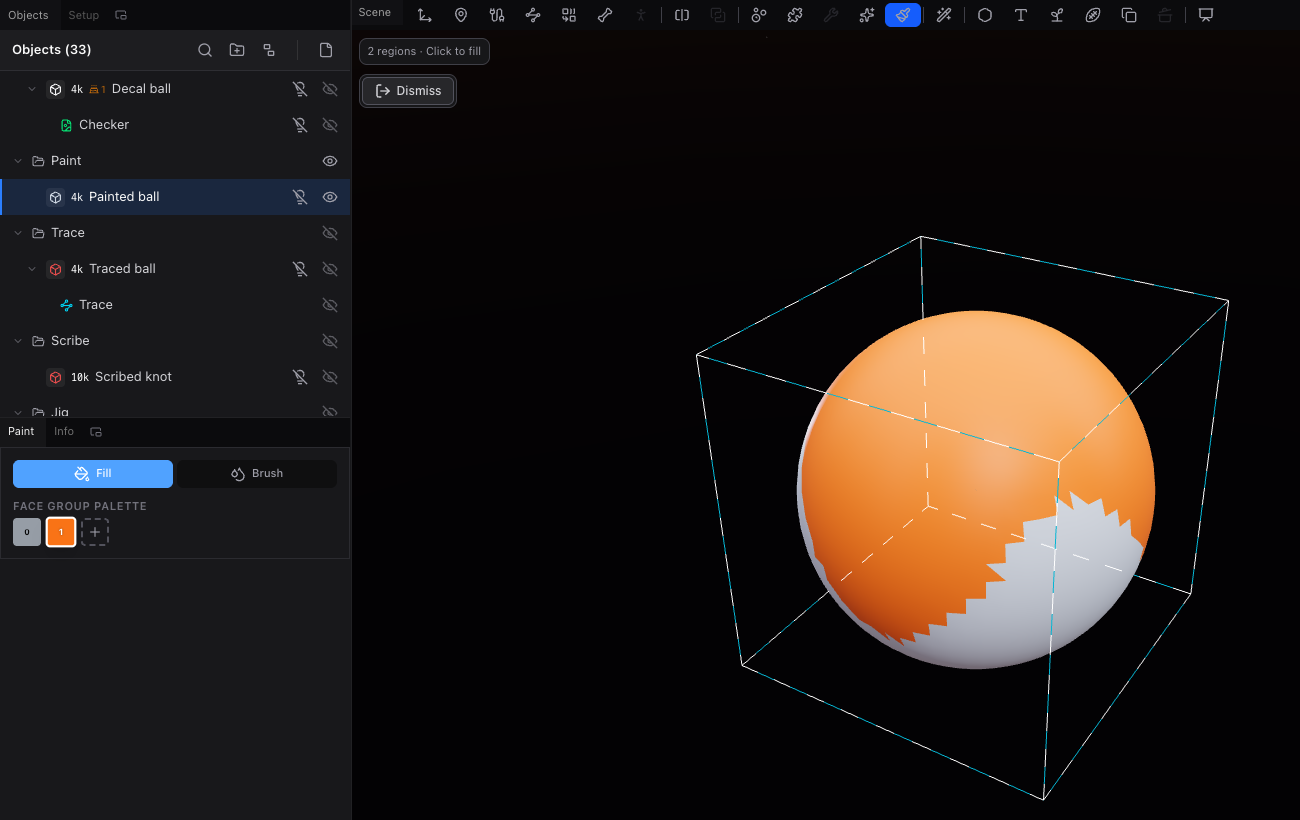 Objects Setup
Scene
Objects (33)
2 regions · Click to fill
Dismiss
4k 1 Decal ball
Checker
Paint
4k Painted ball
Trace
4k Traced ball
Trace
Scribe
10k Scribed knot
Jig
Paint Info
Fill Brush
FACE GROUP PALETTE
0 1 +